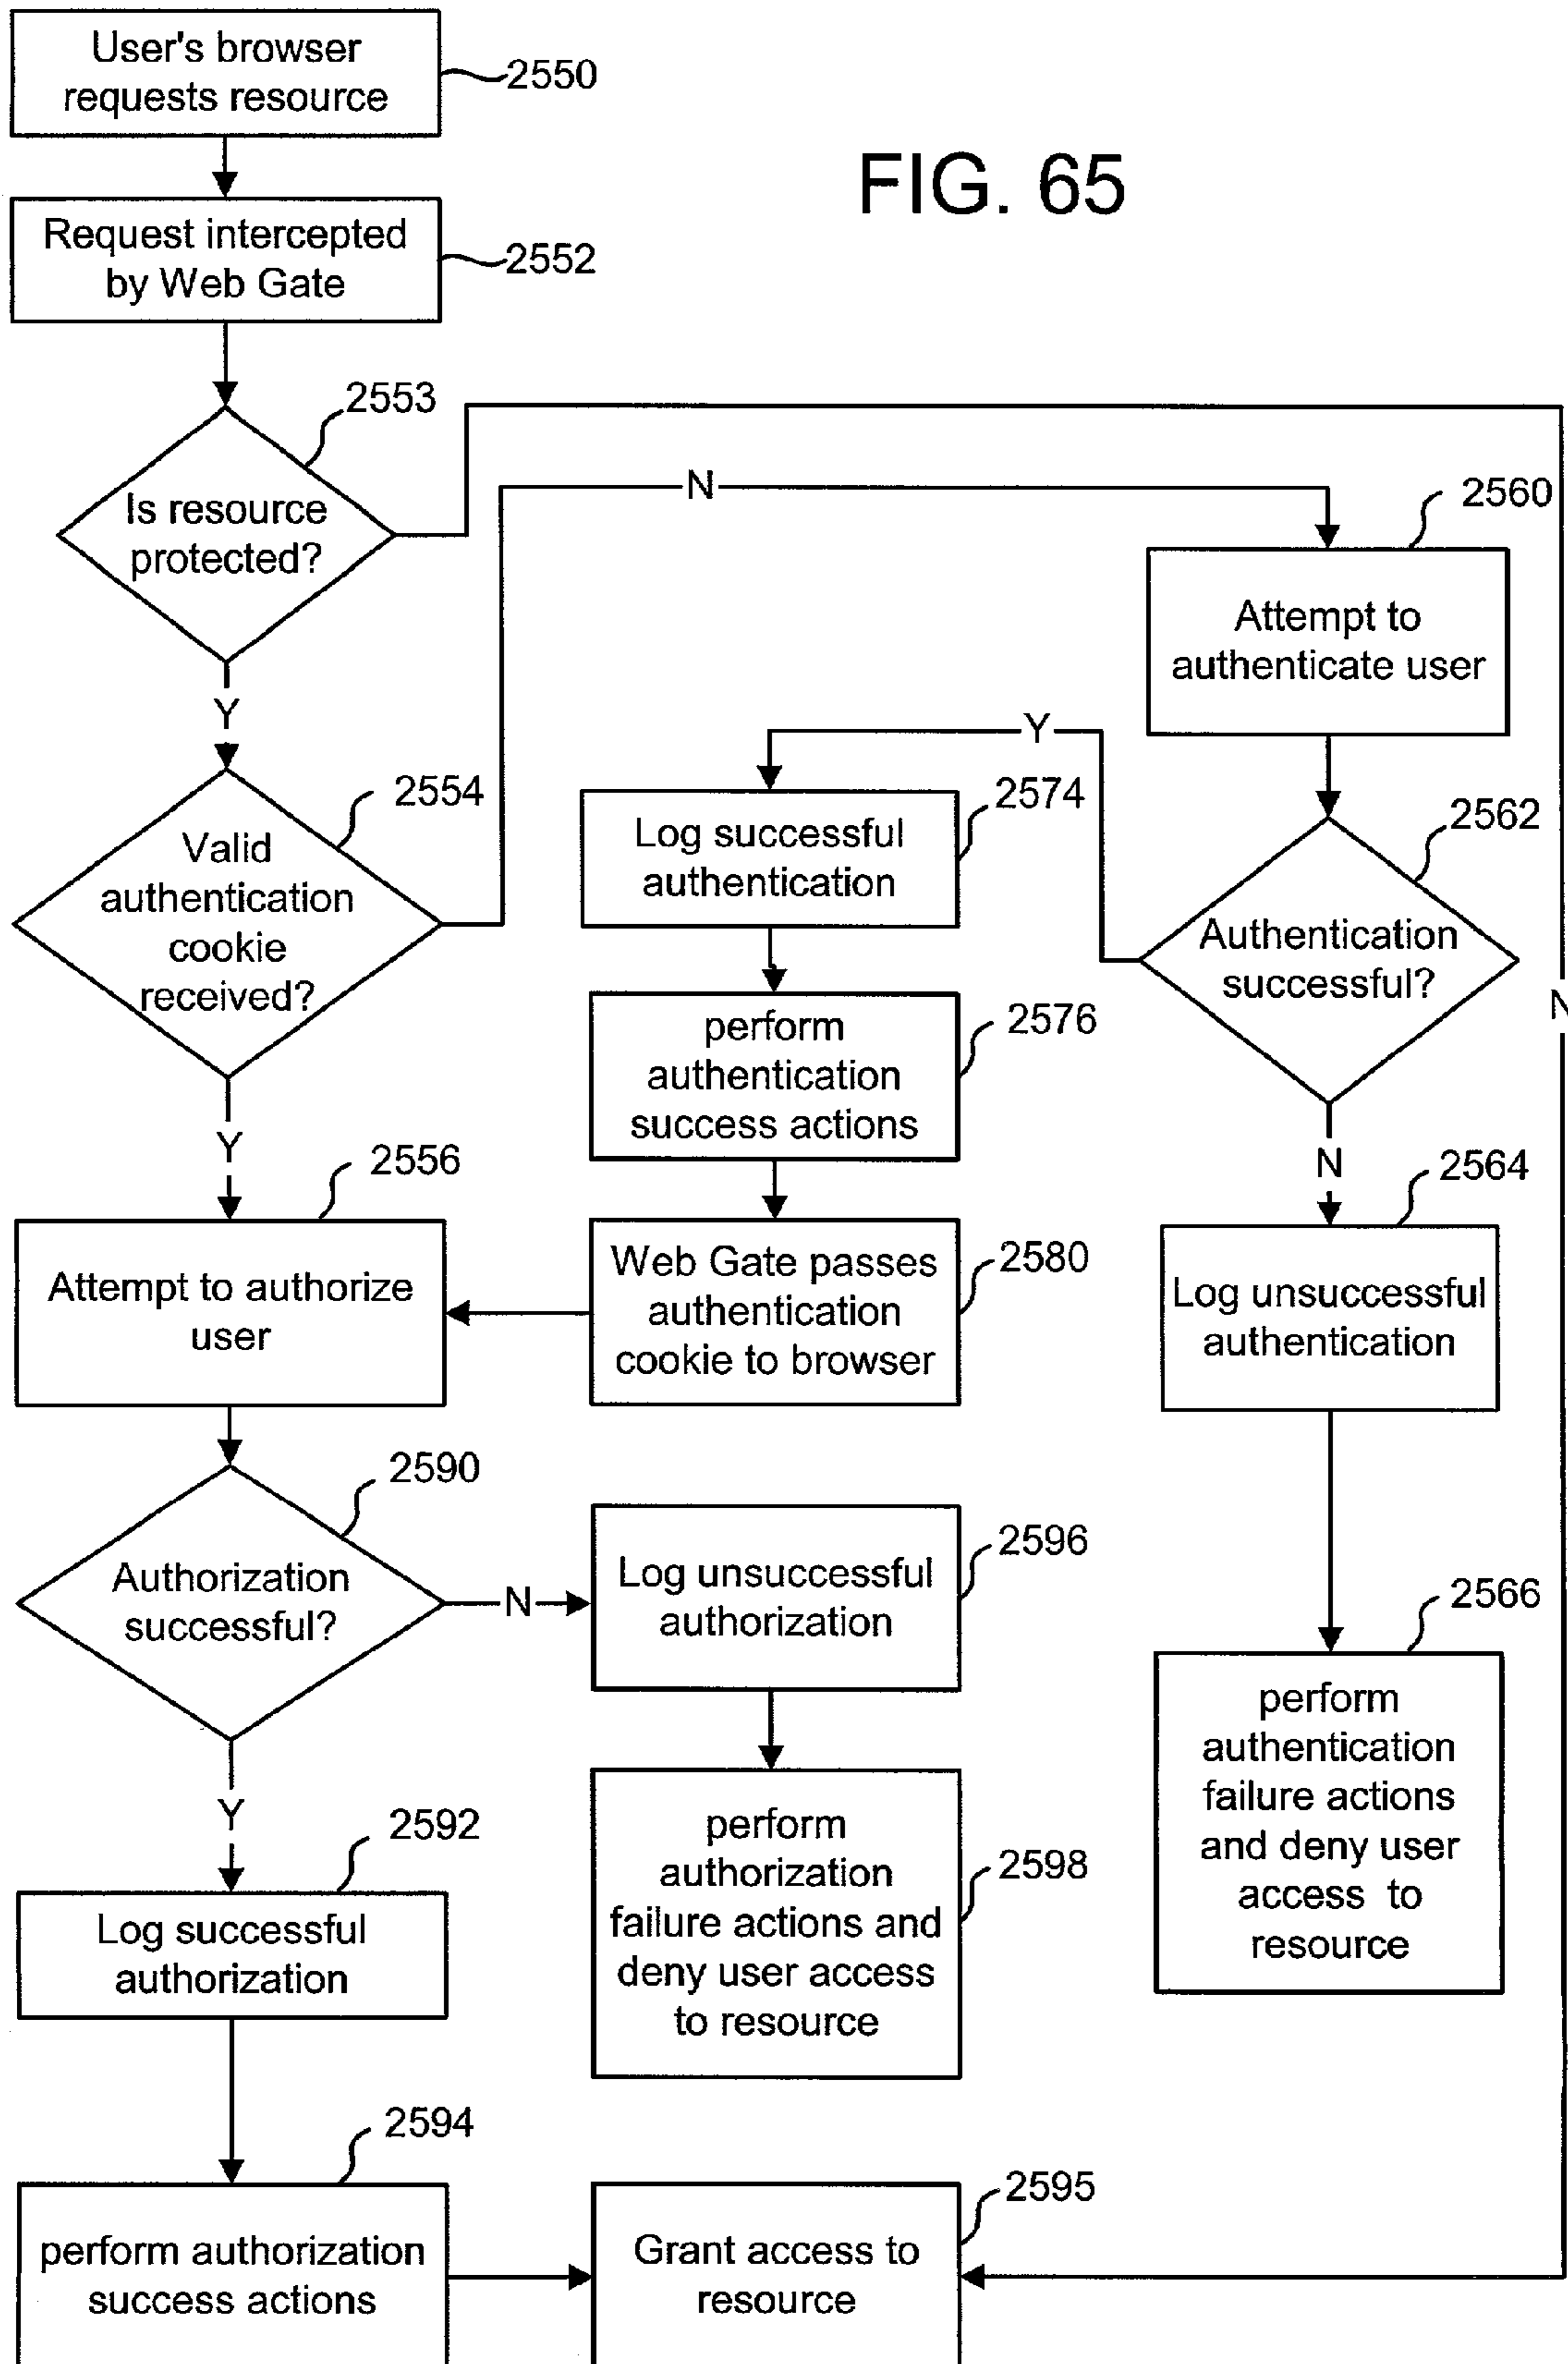 User's browser
requests resource
2550
FIG. 65
Request intercepted
by Web Gate
2552
2553
Is resource
protected?
N
2560
Attempt to
authenticate user
Y
Y
2554
Valid
authentication
cookie
received?
2574
Log successful
authentication
2562
Authentication
successful?
N
2576
perform
authentication
success actions
Y
N
2556
2564
Attempt to authorize
user
Web Gate passes
authentication
cookie to browser
2580
Log unsuccessful
authentication
2590
Authorization
successful?
N
2596
Log unsuccessful
authorization
2566
perform
authentication
failure actions
and deny user
access to
resource
Y
2592
Log successful
authorization
perform
authorization
failure actions and
deny user access
to resource
2598
2594
perform authorization
success actions
2595
Grant access to
resource